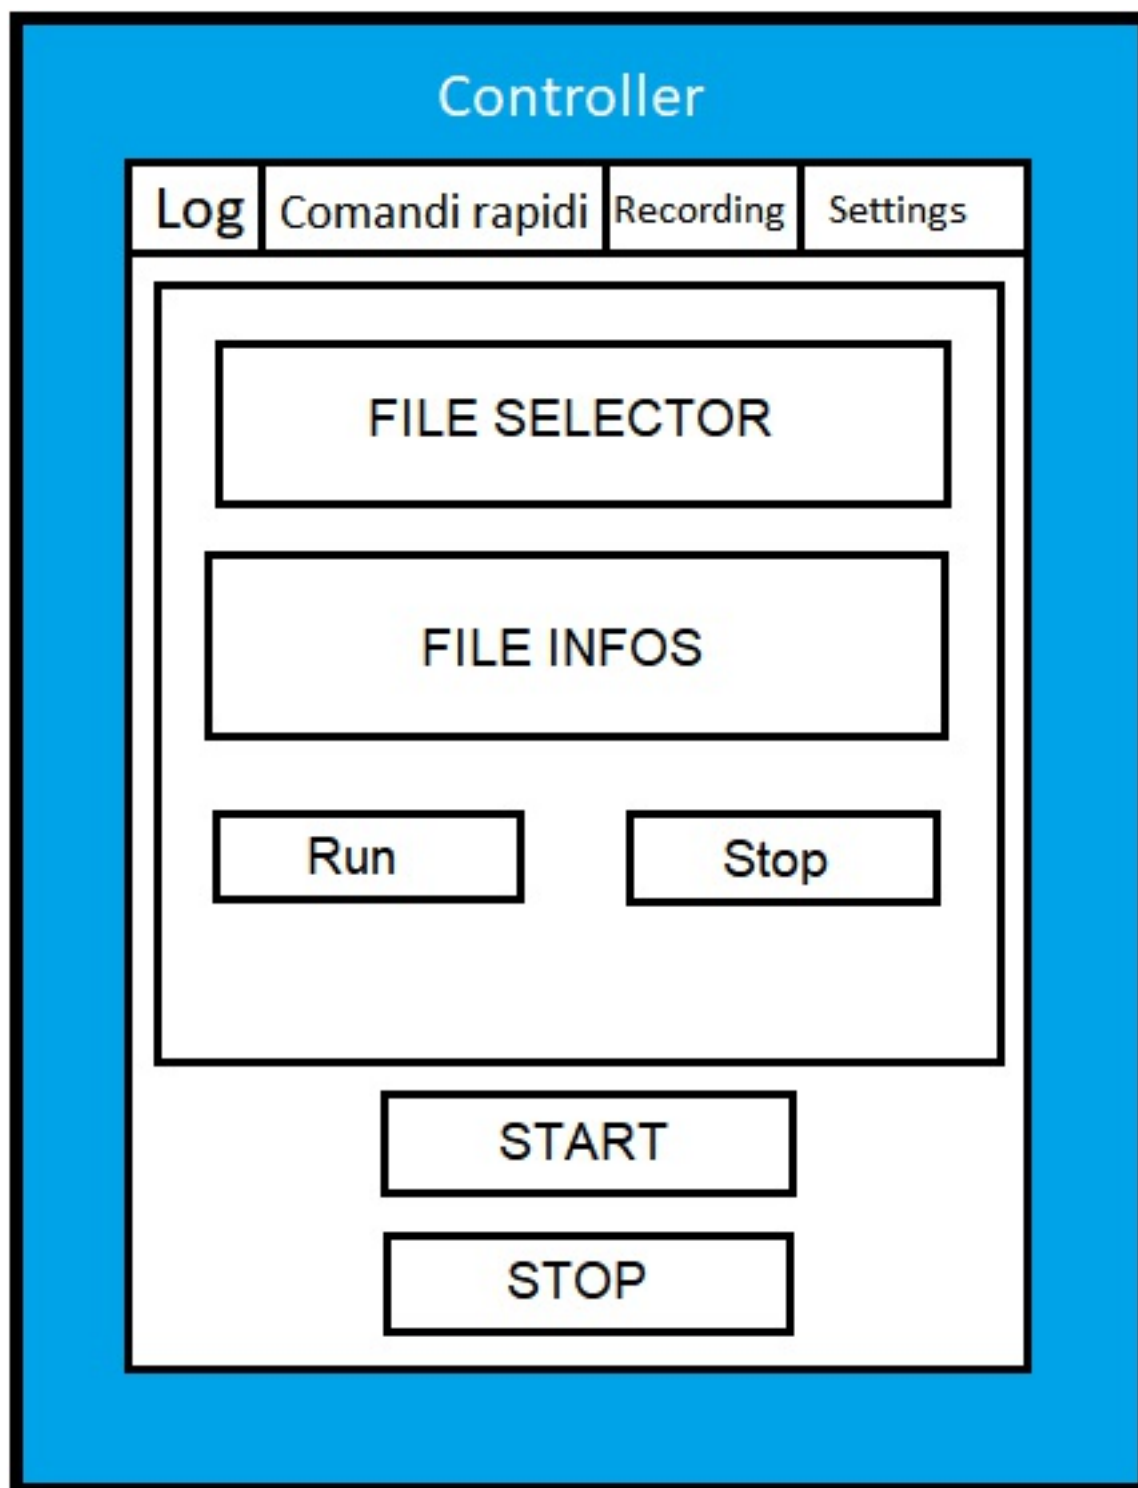 Controller
Log Comandi rapidi Recording Settings
FILE SELECTOR
FILE INFOS
Run Stop
START
STOP